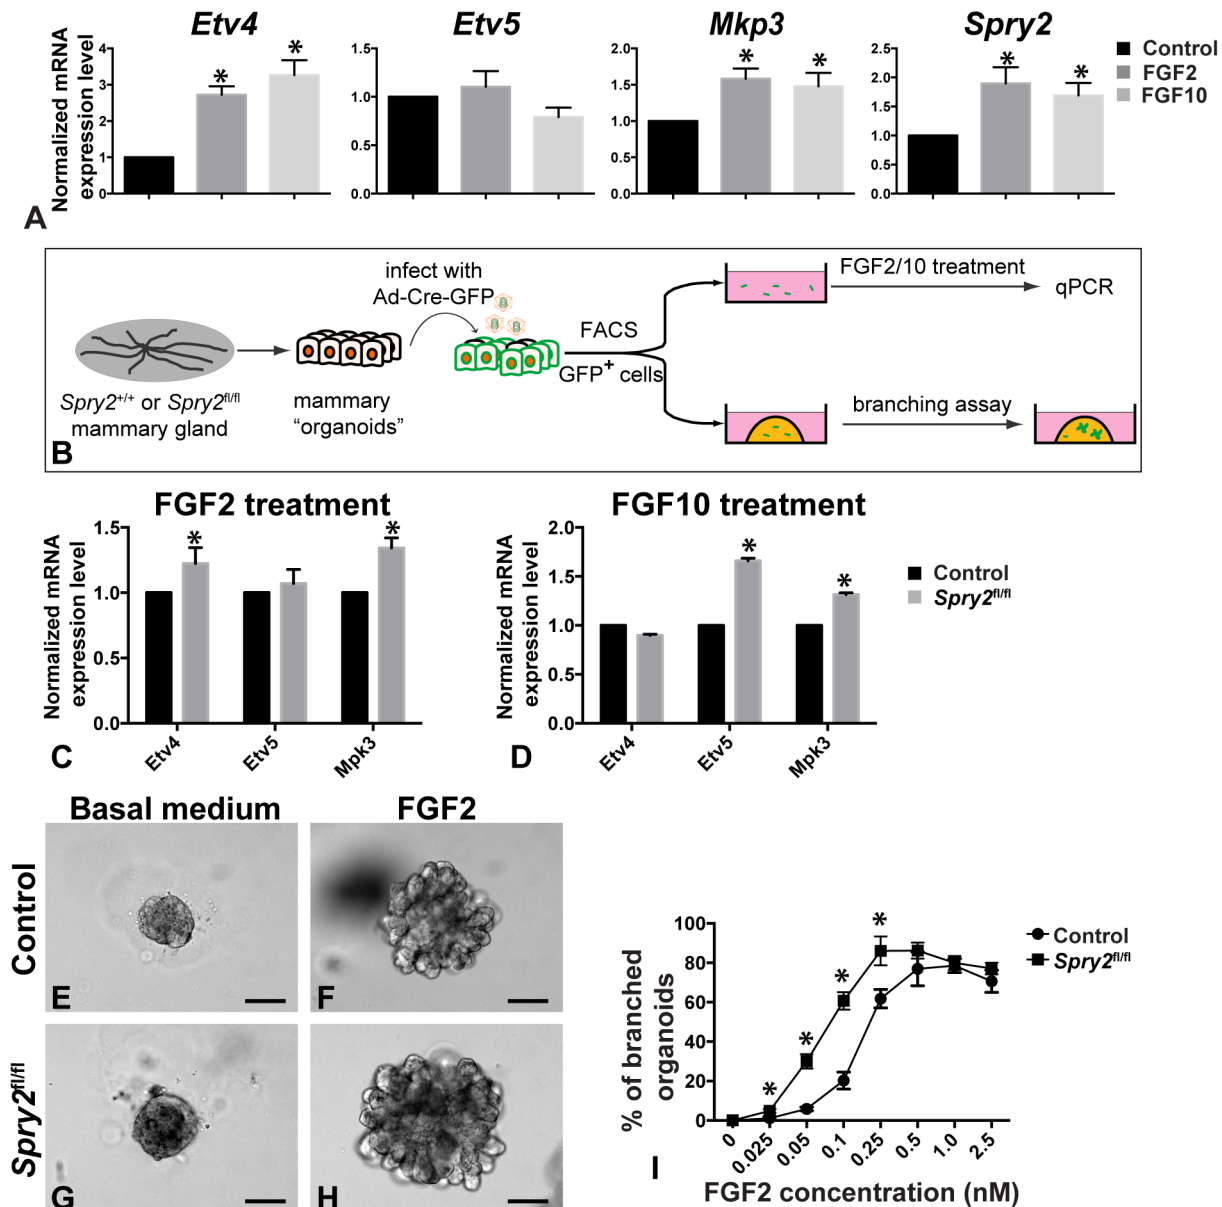 Etv4
Etv5
Mkp3
Spry2
Normalized mRNA
expression level
4
3
2
1
0
*
*
1.5
1.0
0.5
0.0
2.0
1.5
1.0
0.5
0.0
*
*
2.5
2.0
1.5
1.0
0.5
0.0
*
*
Control
FGF2
FGF10
A
infect with
Ad-Cre-GFP
FACS
GFP+ cells
FGF2/10 treatment
qPCR
Spry2+/+ or Spry2fl/fl
mammary gland
mammary
“organoids”
branching assay
B
FGF2 treatment
Normalized mRNA
expression level
1.5
1.0
0.5
0.0
*
*
Etv4
Etv5
Mpk3
C
FGF10 treatment
Normalized mRNA
expression level
2.0
1.5
1.0
0.5
0.0
*
*
Etv4
Etv5
Mpk3
D
Control
Spry2fl/fl
Basal medium
FGF2
Control
E
F
Spry2fl/fl
G
H
% of branched
organoids
100
80
60
40
20
0
*
*
*
*
Control
Spry2fl/fl
0
0.025
0.05
0.1
0.25
0.5
1.0
2.5
I
FGF2 concentration (nM)